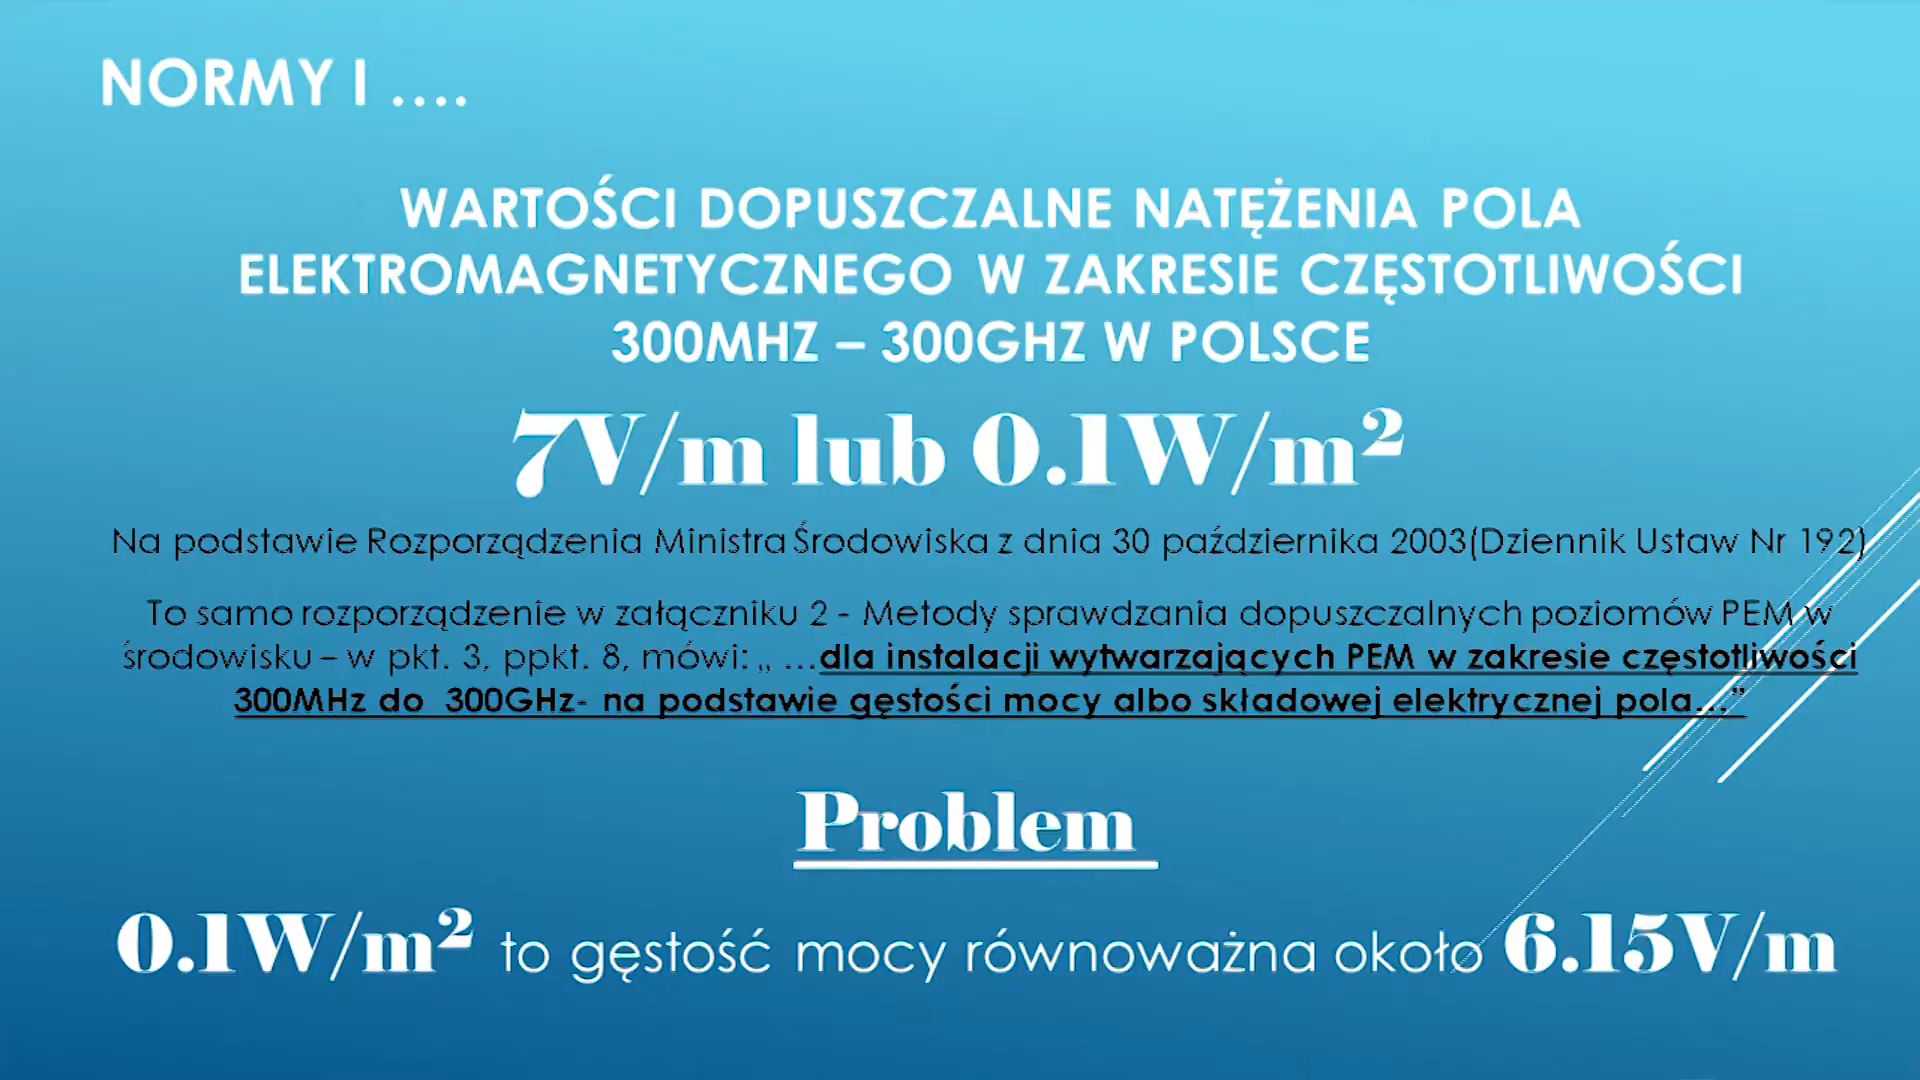 NORMY I ....
WARTOŚCI DOPUSZCZALNE NATĘŻENIA POLA
ELEKTROMAGNETYCZNEGO W ZAKRESIE CZĘSTOTLIWOŚCI
300MHZ – 300GHZ W POLSCE
7V/m lub 0.1W/m²
Na podstawie Rozporządzenia Ministra Środowiska z dnia 30 października 2003(Dziennik Ustaw Nr 192)
To samo rozporządzenie w załączniku 2 - Metody sprawdzania dopuszczalnych poziomów PEM w
środowisku – w pkt. 3, ppkt. 8, mówi: „ …dla instalacji wytwarzających PEM w zakresie częstotliwości
300MHz do 300GHz- na podstawie gęstości mocy albo składowej elektrycznej pola…"
Problem
0.1W/m² to gęstość mocy równoważna około 6.15V/m